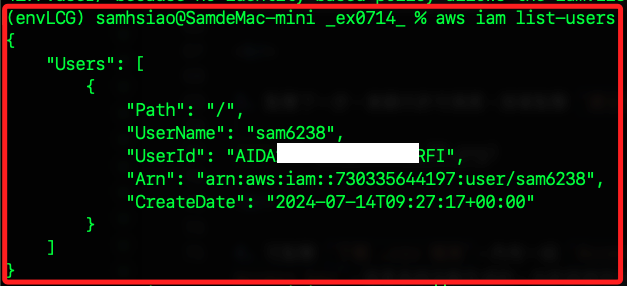 (envLCG) samhsiao@SamdeMac-mini _ex0714_ % aws iam list-users
{
"Users": [
{
"Path": "/",
"UserName": "sam6238",
"UserId": "AIDA RFI",
"Arn": "arn:aws:iam::730335644197:user/sam6238",
"CreateDate": "2024-07-14T09:27:17+00:00"
}
]
}